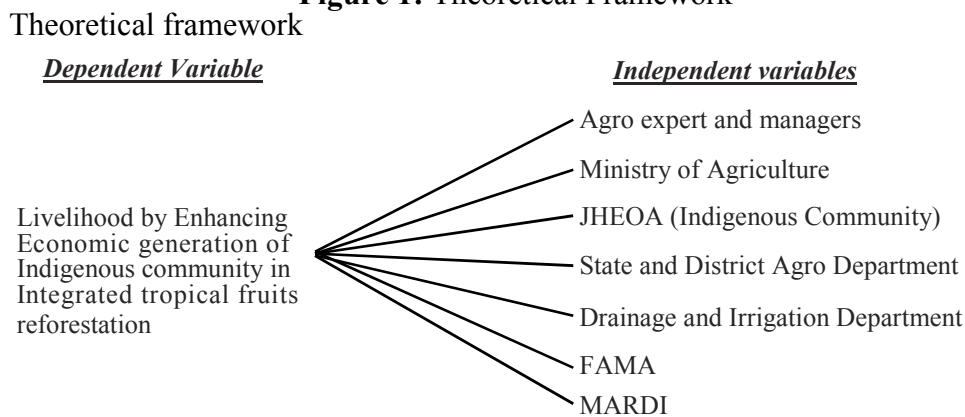 Figure 1: Theoretical Framework
Theoretical framework
Dependent Variable
Independent variables
Livelihood by Enhancing
Economic generation of
Indigenous community in
Integrated tropical fruits
reforestation
Agro expert and managers
Ministry of Agriculture
JHEOA (Indigenous Community)
State and District Agro Department
Drainage and Irrigation Department
FAMA
MARDI